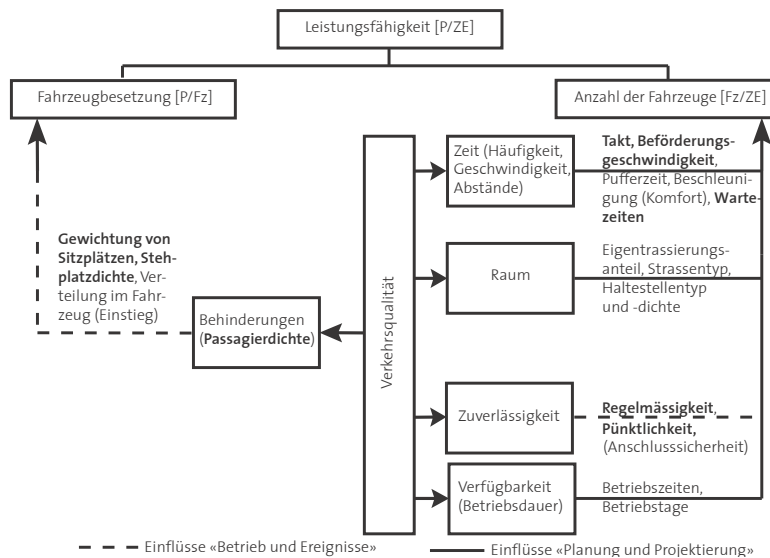 Leistungsfähigkeit [P/ZE]
Fahrzeugbesetzung [P/Fz]
Anzahl der Fahrzeuge [Fz/ZE]
Gewichtung von
Sitzplätzen, Steh-
platzdichte, Ver-
teilung im Fahr-
zeug (Einstieg)
Behinderungen
(Passagierdichte)
Verkehrsqualität
Zeit (Häufigkeit,
Geschwindigkeit,
Abstände)
Takt, Beförderungs-
geschwindigkeit,
Pufferzeit, Beschleuni-
gung (Komfort), Warte-
zeiten
Raum
Eigentrassierungs-
anteil, Strassentyp,
Haltestellentyp
und -dichte
Zuverlässigkeit
Regelmässigkeit,
Pünktlichkeit,
(Anschlusssicherheit)
Verfügbarkeit
(Betriebsdauer)
Betriebszeiten,
Betriebstage
Einflüsse «Betrieb und Ereignisse»
Einflüsse «Planung und Projektierung»